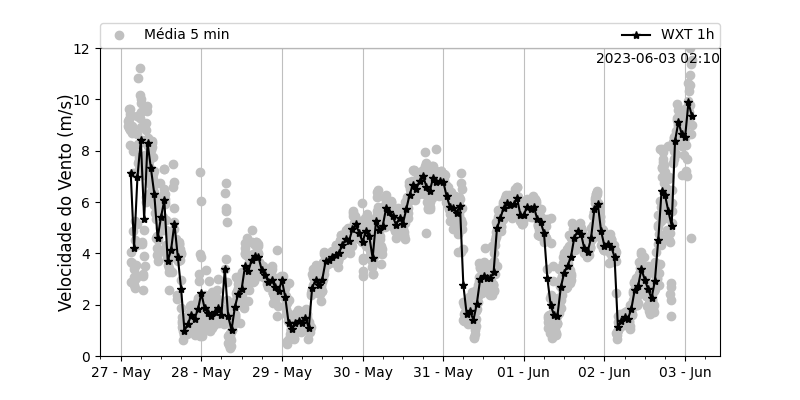 Média 5 min
WXT 1h
2023-06-03 02:10
Velocidade do Vento (m/s)
12
10
8
6
4
2
0
27 - May
28 - May
29 - May
30 - May
31 - May
01 - Jun
02 - Jun
03 - Jun